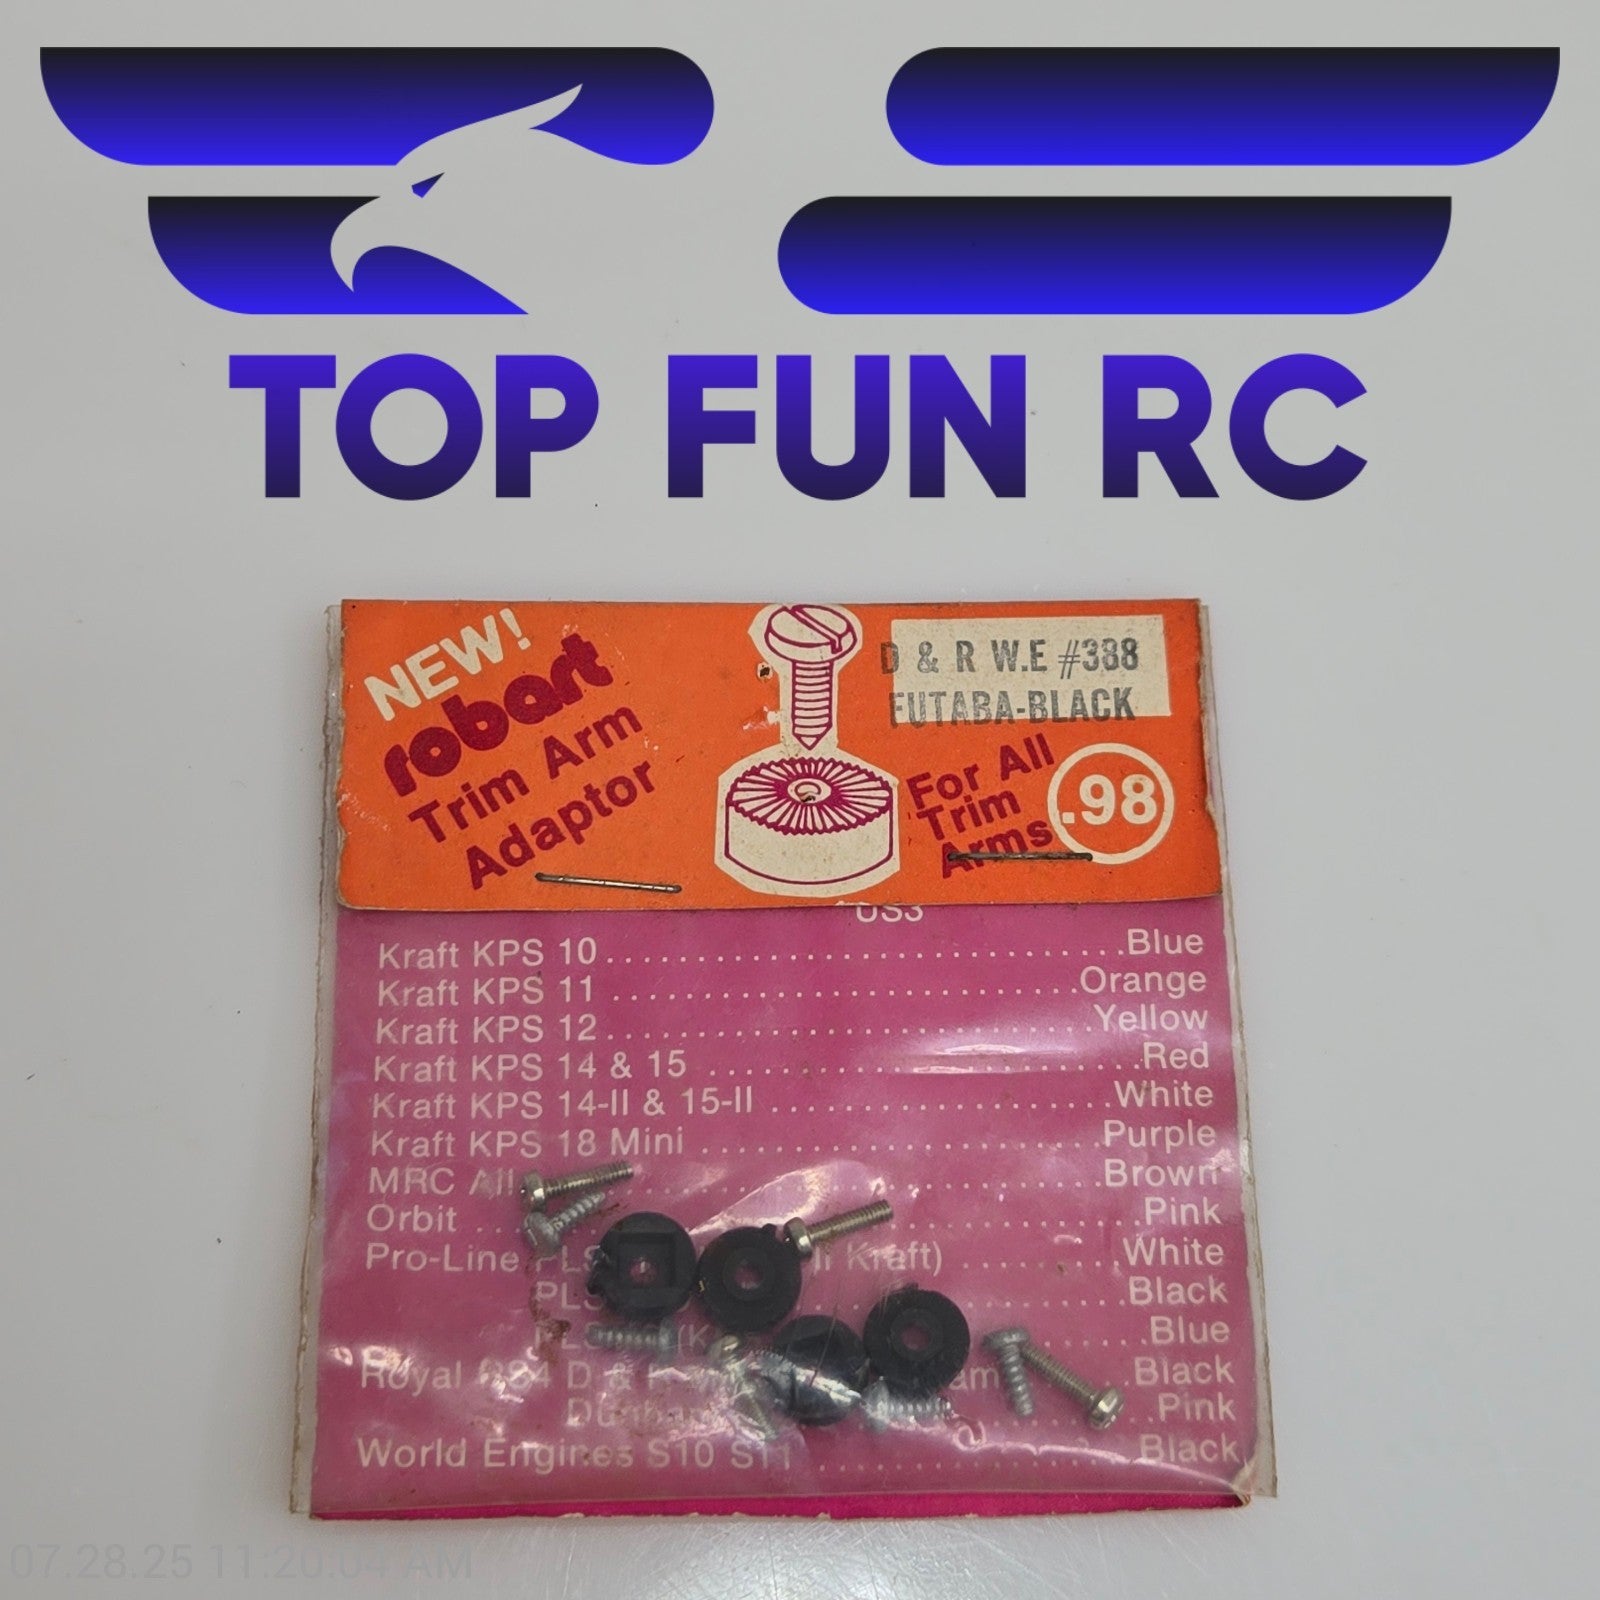 TOP FUN RC
NEW!
robart
Trim Arm
Adaptor
D & R W.E #388
FUTABA-BLACK
For All
Trim
Arms
.98
US3
Kraft KPS 10 Blue
Kraft KPS 11 Orange
Kraft KPS 12 Yellow
Kraft KPS 14 & 15 Red
Kraft KPS 14-II & 15-II White
Kraft KPS 18 Mini Purple
MRC All Brown
Orbit Pink
Pro-Line Kraft) White
Black
Blue
Royal D & Black
Pink
World Engines S10 S11 Black
07.28.25 11:20:04 AM